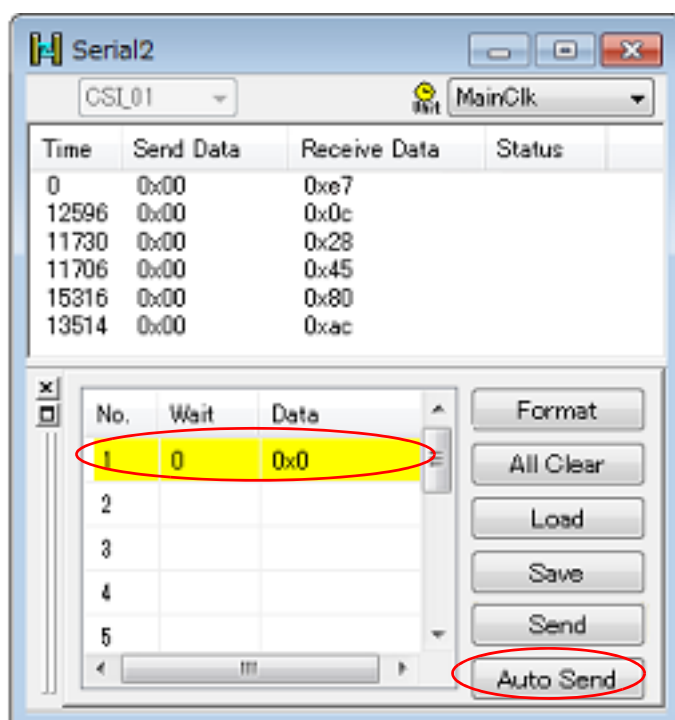 Serial2
CSI_01 MainClk
Time Send Data Receive Data Status
0 0x00 0xe7
12596 0x00 0x0c
11730 0x00 0x28
11706 0x00 0x45
15316 0x00 0x80
13514 0x00 0xac
No. Wait Data
1 0 0x0
2
3
4
5
Format
All Clear
Load
Save
Send
Auto Send